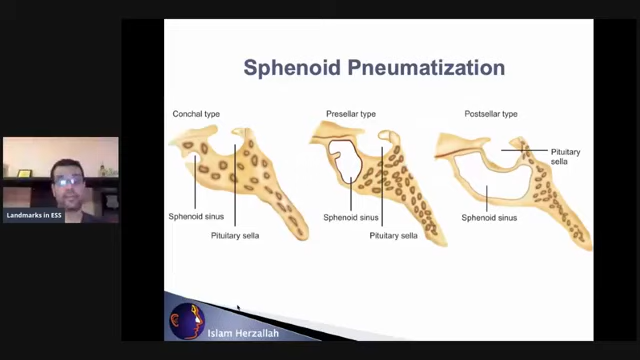 Sphenoid Pneumatization
Conchal type
Presellar type
Postsellar type
Pituitary
sella
Sphenoid sinus
Sphenoid sinus
Sphenoid sinus
Pituitary sella
Pituitary sella
Landmarks in ESS
Islam Herzallah